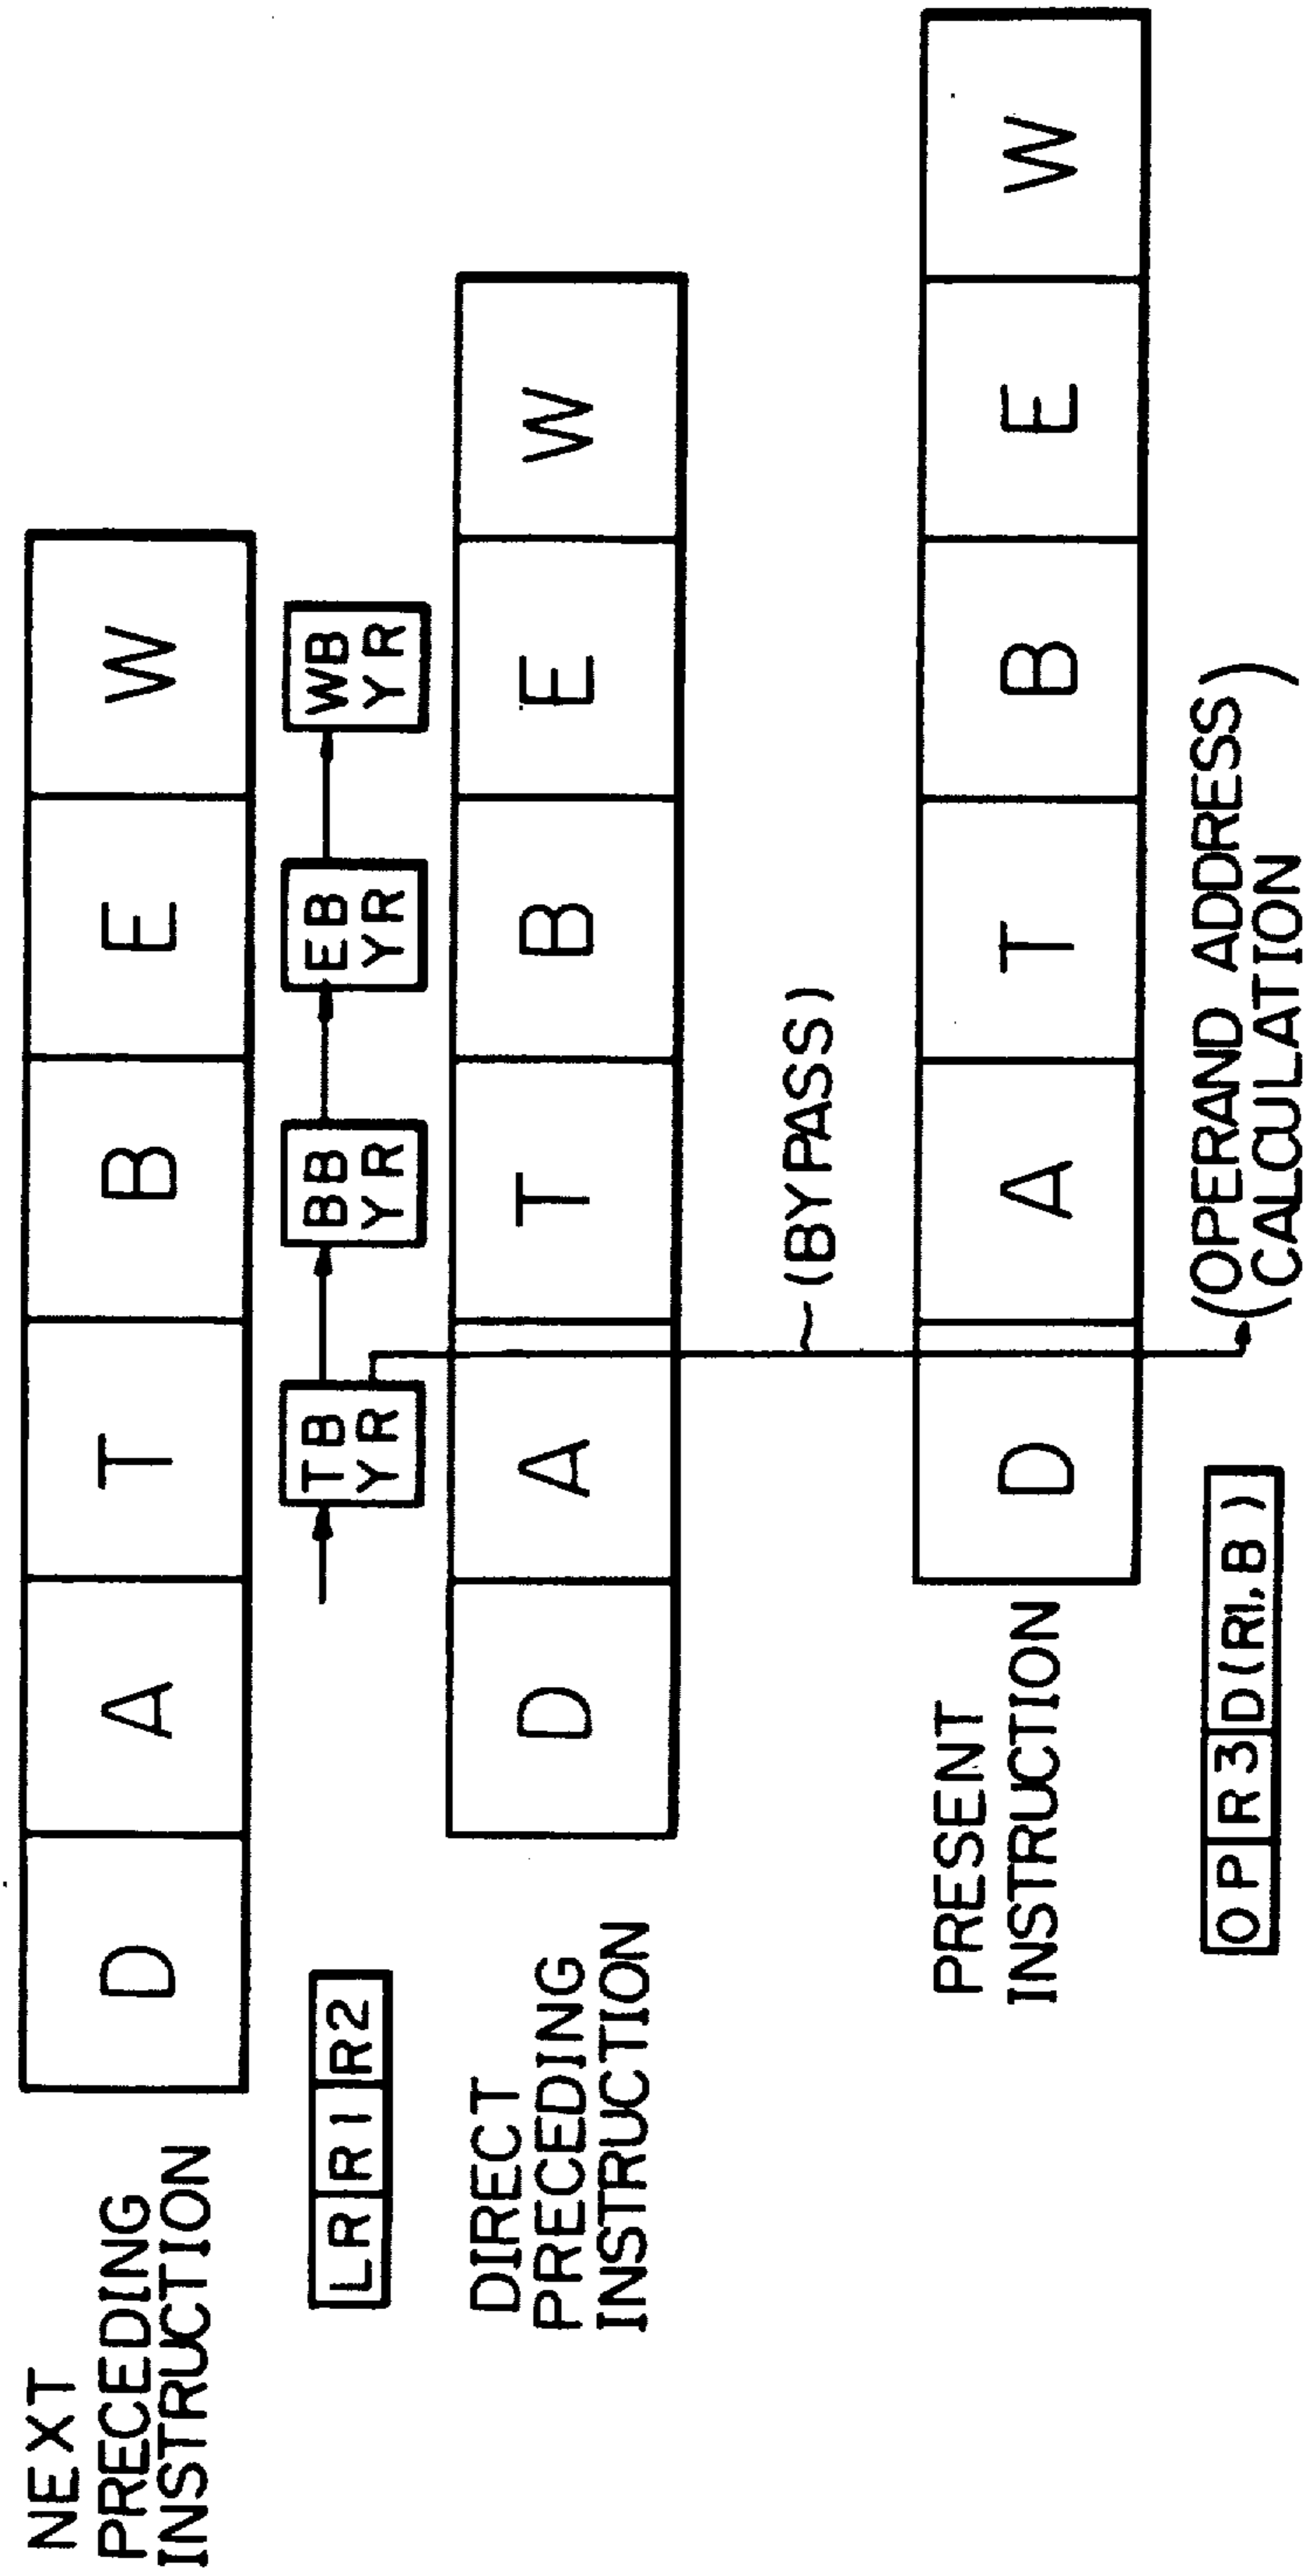 NEXT
PRECEDING
INSTRUCTION
D A T B E W
LR R1 R2
TB
YR
BB
YR
EB
YR
WB
YR
DIRECT
PRECEDING
INSTRUCTION
D A T B E W
(BYPASS)
PRESENT
INSTRUCTION
D A T B E W
OP R3 D(R1,B)
(OPERAND ADDRESS
CALCULATION)